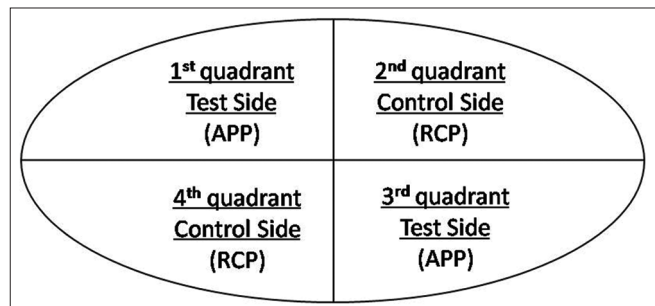 1st quadrant
Test Side
(APP)
2nd quadrant
Control Side
(RCP)
4th quadrant
Control Side
(RCP)
3rd quadrant
Test Side
(APP)